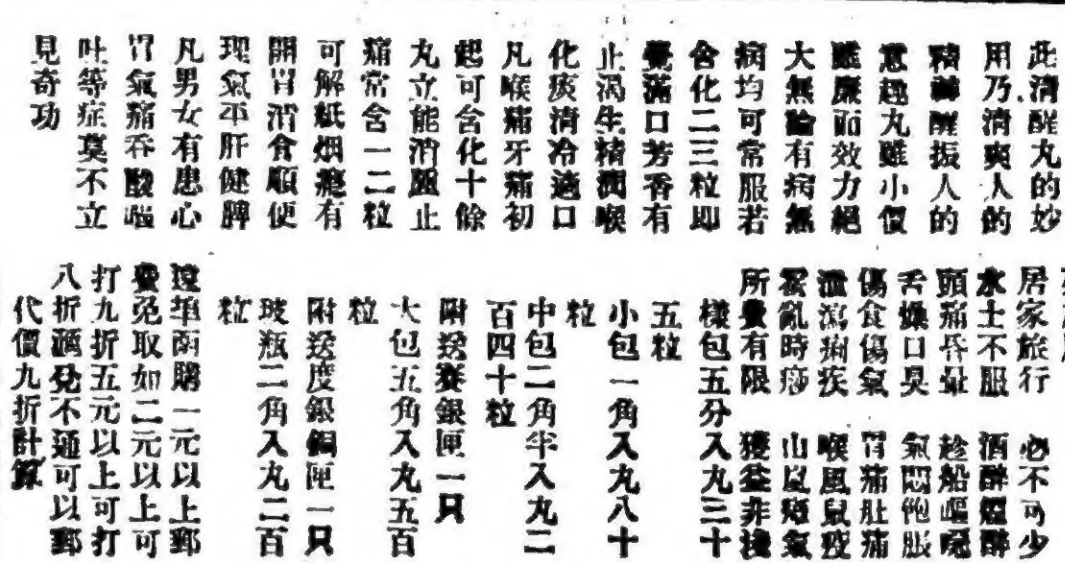 此清醒丸的妙
用乃清爽人的
精神醒振人的
意趣丸雖小價
雖廉而效力絕
大無論有病無
病均可常服若
含化二三粒即
覺滿口芳香有
止渴生精潤喉
化痰清冷適口
凡喉痛牙痛初
起可含化十餘
丸立能消腫止
痛常含一二粒
可解紙烟癮有
開胃消食順便
理氣平肝健脾
凡男女有患心
胃氣痛吞酸嘔
吐等症莫不立
見奇功
居家旅行 必不可少
水土不服 酒醉煙醉
頭痛昏暈 趁船嘔惡
舌燥口臭 氣悶飽脹
傷食傷氣 胃痛肚痛
瀉痢疾 喉風鼠疫
亂時痧 山嵐氣
所費有限 獲益非淺
樣包五分入丸三十
五粒
小包一角入丸八十
粒
中包二角半入丸二
百四十粒
附送賽銀匣一只
大包五角入丸五百
粒
附送度銀銅匣一只
玻瓶二角入丸二百
粒
遠埠函購一元以上郵
費免取如二元以上可
打九折五元以上可打
八折滙兌不通可以郵
代價九折計算